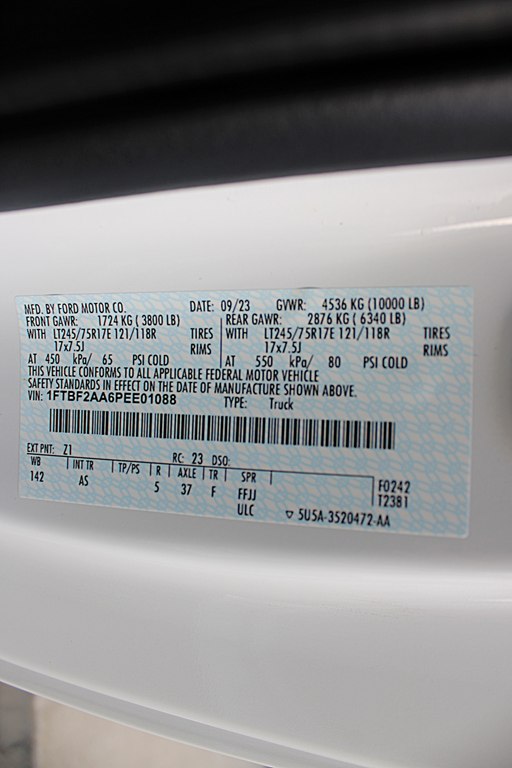 MFD. BY FORD MOTOR CO. DATE: 09/23 GVWR: 4536 KG (10000 LB)
FRONT GAWR: 1724 KG ( 3800 LB) REAR GAWR: 2876 KG ( 6340 LB)
WITH LT245/75R17E 121/118R TIRES WITH LT245/75R17E 121/118R TIRES
17x7.5J RIMS 17x7.5J RIMS
AT 450 kPa/ 65 PSI COLD AT 550 kPa/ 80 PSI COLD
THIS VEHICLE CONFORMS TO ALL APPLICABLE FEDERAL MOTOR VEHICLE
SAFETY STANDARDS IN EFFECT ON THE DATE OF MANUFACTURE SHOWN ABOVE.
VIN: 1FTBF2AA6PEE01088 TYPE: Truck
EXT PNT: Z1 RC: 23 DSO:
WB INT TR TP/PS R AXLE TR SPR
142 AS 5 37 F FFJJ F0242
ULC T2381
▽ 5U5A-3520472-AA